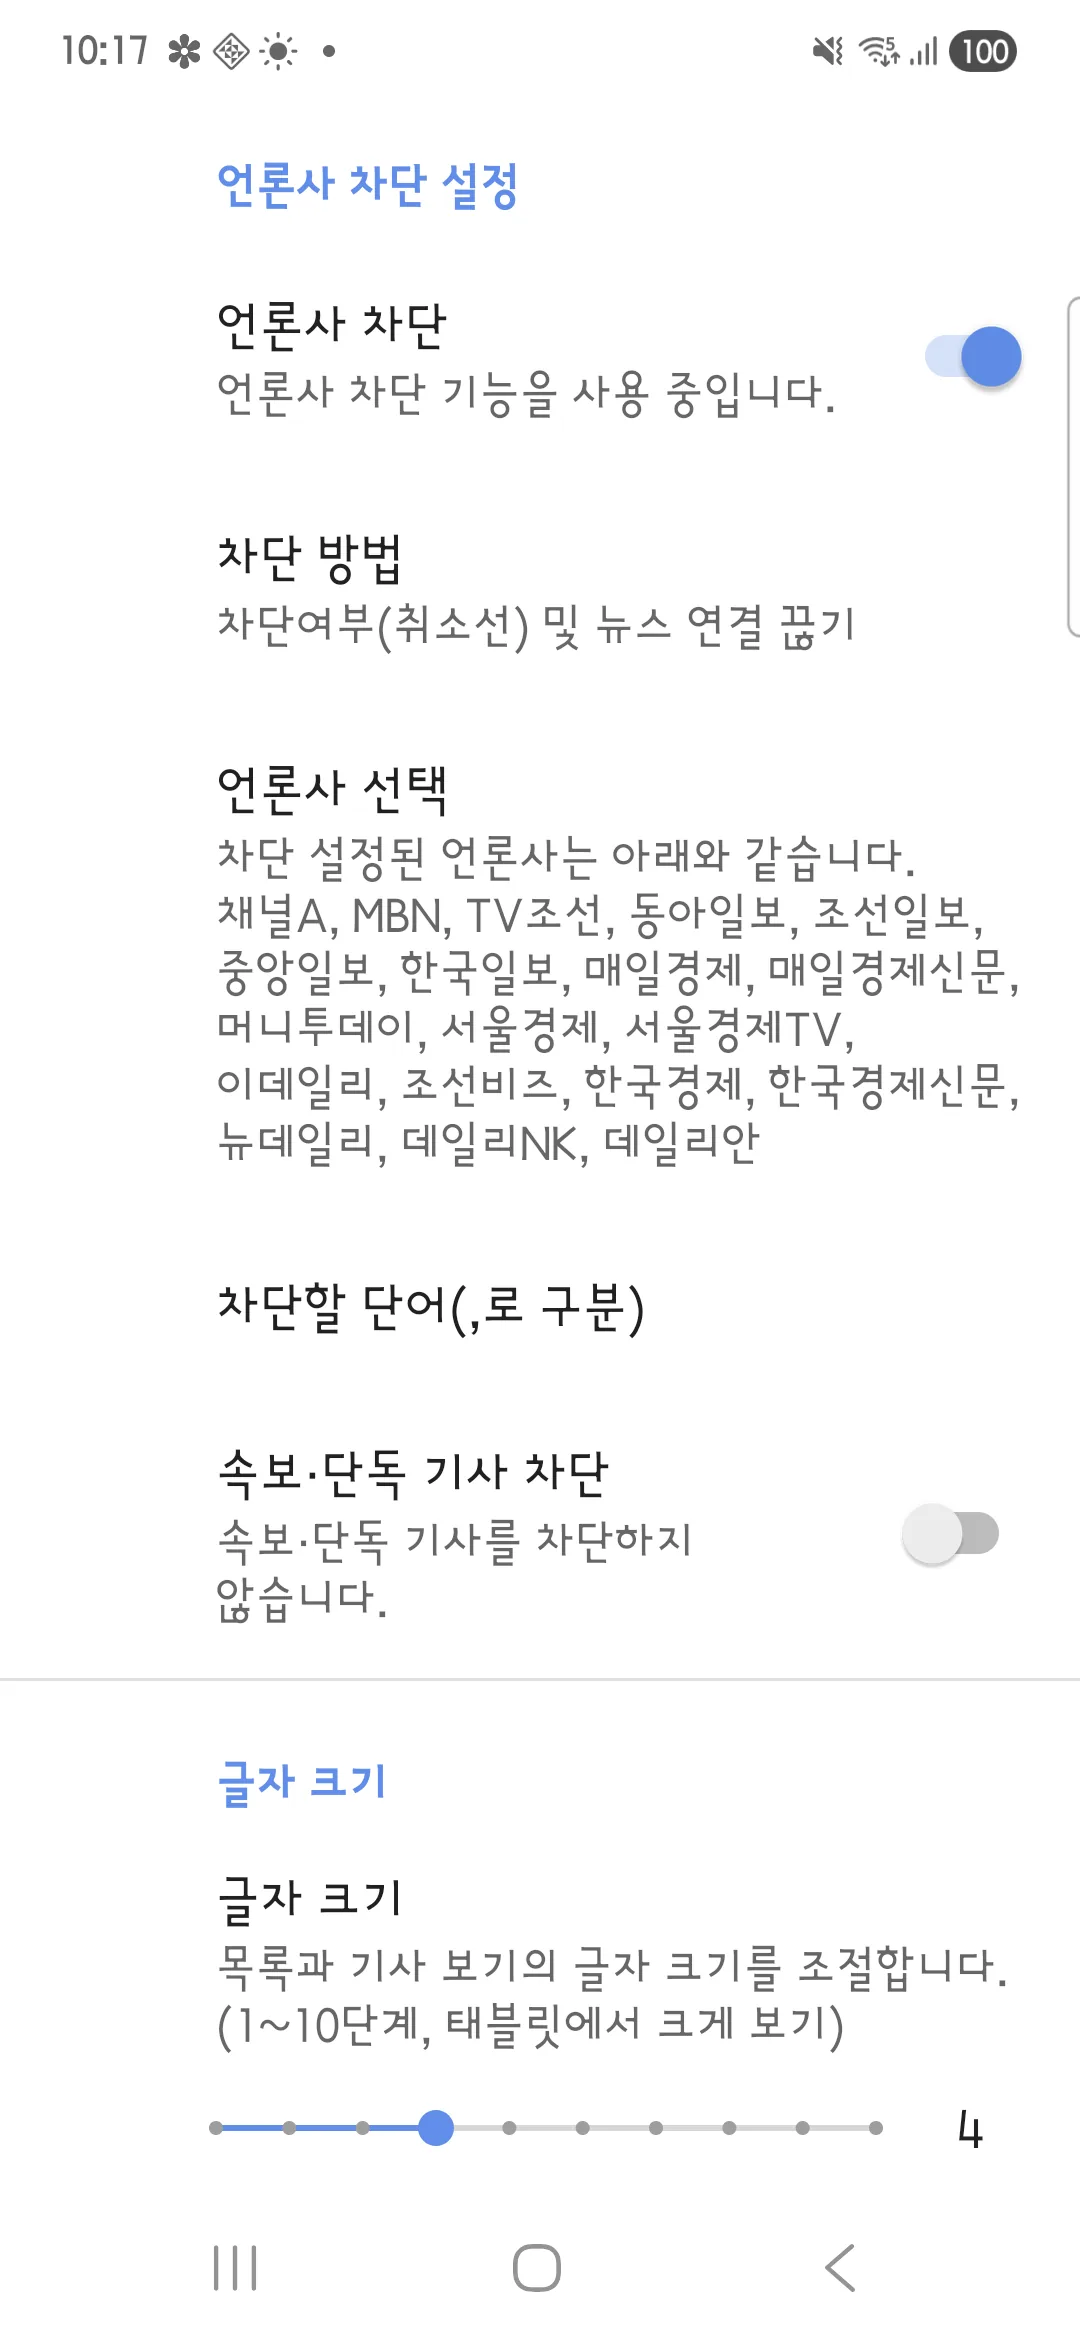 10:17
5
100
언론사 차단 설정
언론사 차단
언론사 차단 기능을 사용 중입니다.
차단 방법
차단여부(취소선) 및 뉴스 연결 끊기
언론사 선택
차단 설정된 언론사는 아래와 같습니다.
채널A, MBN, TV조선, 동아일보, 조선일보,
중앙일보, 한국일보, 매일경제, 매일경제신문,
머니투데이, 서울경제, 서울경제TV,
이데일리, 조선비즈, 한국경제, 한국경제신문,
뉴데일리, 데일리NK, 데일리안
차단할 단어(,로 구분)
속보·단독 기사 차단
속보·단독 기사를 차단하지
않습니다.
글자 크기
글자 크기
목록과 기사 보기의 글자 크기를 조절합니다.
(1~10단계, 태블릿에서 크게 보기)
4